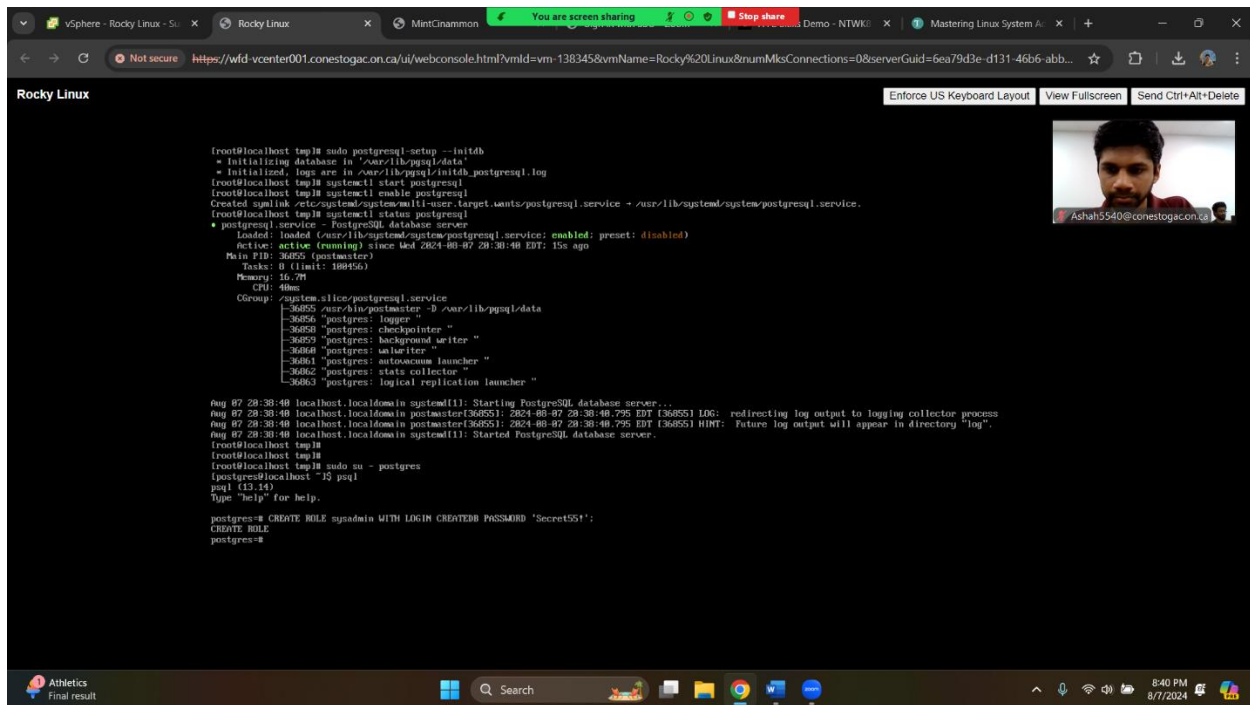 vSphere - Rocky Linux - Su
Rocky Linux
MintCinammon
You are screen sharing
Stop share
Demo - NTWK8
Mastering Linux System A
Not secure
https://wfd-vcenter001.conestogac.on.ca/ui/webconsole.html?vmId=vm-138345&vmName=Rocky%20Linux&numMksConnections=0&serverGuid=6ea79d3e-d131-46b6-abb...
Rocky Linux
Enforce US Keyboard Layout
View Fullscreen
Send Ctrl+Alt+Delete
Ashah5540@conestogac.on.ca
[root@localhost tmp]# sudo postgresql-setup --initdb
* Initializing database in '/var/lib/pgsql/data'
* Initialized, logs are in /var/lib/pgsql/initdb_postgresql.log
[root@localhost tmp]# systemctl start postgresql
[root@localhost tmp]# systemctl enable postgresql
Created symlink /etc/systemd/system/multi-user.target.wants/postgresql.service → /usr/lib/systemd/system/postgresql.service.
[root@localhost tmp]# systemctl status postgresql
● postgresql.service - PostgreSQL database server
Loaded: loaded (/usr/lib/systemd/system/postgresql.service; enabled; preset: disabled)
Active: active (running) since Wed 2024-08-07 20:38:40 EDT; 15s ago
Main PID: 36855 (postmaster)
Tasks: 8 (limit: 100456)
Memory: 16.7M
CPU: 40ms
CGroup: /system.slice/postgresql.service
├─36855 /usr/bin/postmaster -D /var/lib/pgsql/data
├─36856 "postgres: logger "
├─36858 "postgres: checkpointer "
├─36859 "postgres: background writer "
├─36860 "postgres: walwriter "
├─36861 "postgres: autovacuum launcher "
├─36862 "postgres: stats collector "
└─36863 "postgres: logical replication launcher "
Aug 07 20:38:40 localhost.localdomain systemd[1]: Starting PostgreSQL database server...
Aug 07 20:38:40 localhost.localdomain postmaster[36855]: 2024-08-07 20:38:40.795 EDT [36855] LOG:  redirecting log output to logging collector process
Aug 07 20:38:40 localhost.localdomain postmaster[36855]: 2024-08-07 20:38:40.795 EDT [36855] HINT:  Future log output will appear in directory "log".
Aug 07 20:38:40 localhost.localdomain systemd[1]: Started PostgreSQL database server.
[root@localhost tmp]#
[root@localhost tmp]#
[root@localhost tmp]# sudo su - postgres
[postgres@localhost ~]$ psql
psql (13.14)
Type "help" for help.
postgres=# CREATE ROLE sysadmin WITH LOGIN CREATEDB PASSWORD 'Secret55!';
CREATE ROLE
postgres=#
1
Athletics
Final result
Search
8:40 PM
8/7/2024